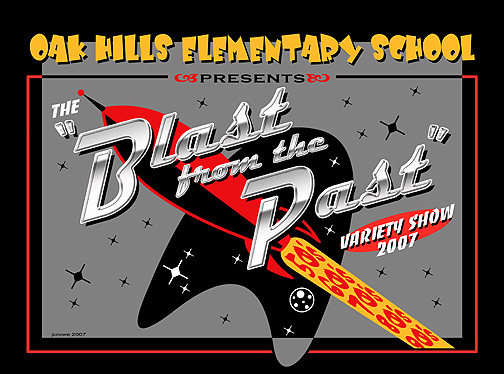 OAK HILLS ELEMENTARY SCHOOL
PRESENTS
THE
"Blast
from the
Past"
VARIETY SHOW
2007
50's 60's 70's 80's 90's
jcrowe 2007